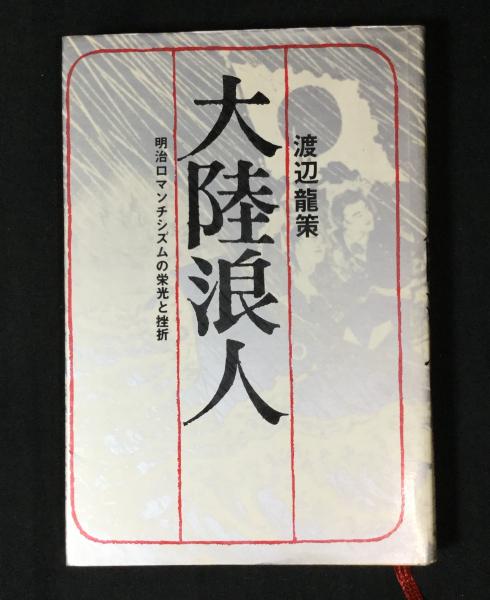 渡辺龍策
大陸浪人
明治ロマンチシズムの栄光と挫折